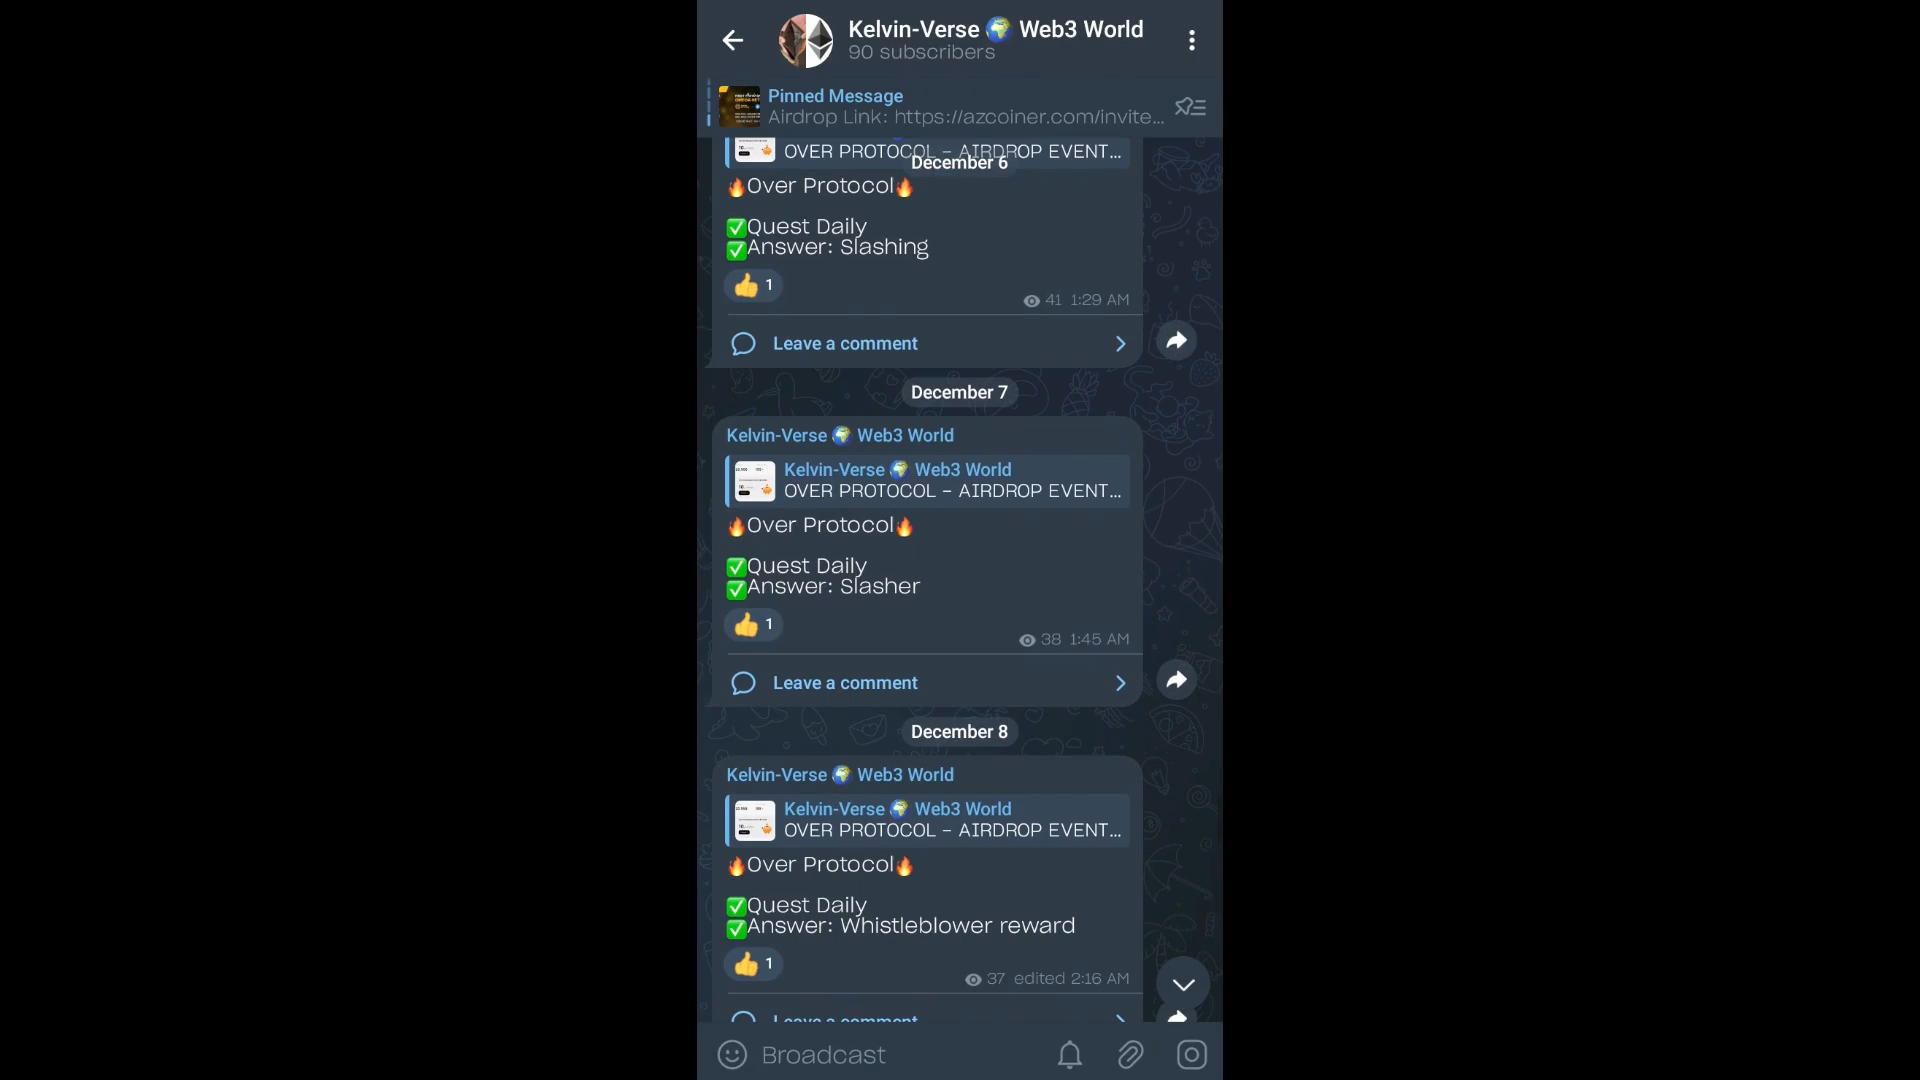 Kelvin-Verse 🌍 Web3 World
90 subscribers
Pinned Message
Airdrop Link: https://azcoiner.com/invite...
OVER PROTOCOL - AIRDROP EVENT...
December 6
🔥Over Protocol🔥
✅Quest Daily
✅Answer: Slashing
👍 1
41 1:29 AM
Leave a comment
December 7
Kelvin-Verse 🌍 Web3 World
Kelvin-Verse 🌍 Web3 World
OVER PROTOCOL - AIRDROP EVENT...
🔥Over Protocol🔥
✅Quest Daily
✅Answer: Slasher
👍 1
38 1:45 AM
Leave a comment
December 8
Kelvin-Verse 🌍 Web3 World
Kelvin-Verse 🌍 Web3 World
OVER PROTOCOL - AIRDROP EVENT...
🔥Over Protocol🔥
✅Quest Daily
✅Answer: Whistleblower reward
👍 1
37 edited 2:16 AM
Leave a comment
Broadcast